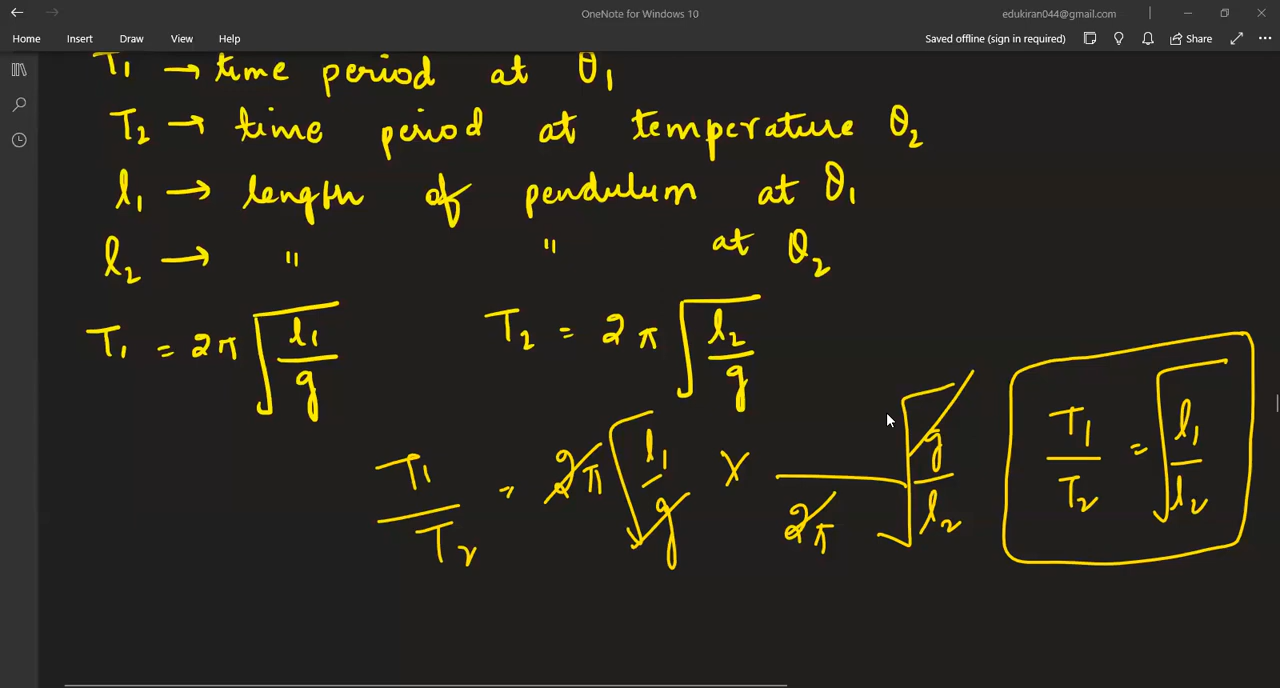 OneNote for Windows 10
edukiran044@gmail.com
Home Insert Draw View Help
Saved offline (sign in required) Share
T₁ → time period at θ₁
T₂ → time period at temperature θ₂
l₁ → length of pendulum at θ₁
l₂ → " " at θ₂
T₁ = 2π √(l₁/g) T₂ = 2π √(l₂/g)
T₁/T₂ = 2π √(l₁/g) × 1/2π √(g/l₂) T₁/T₂ = √(l₁/l₂)